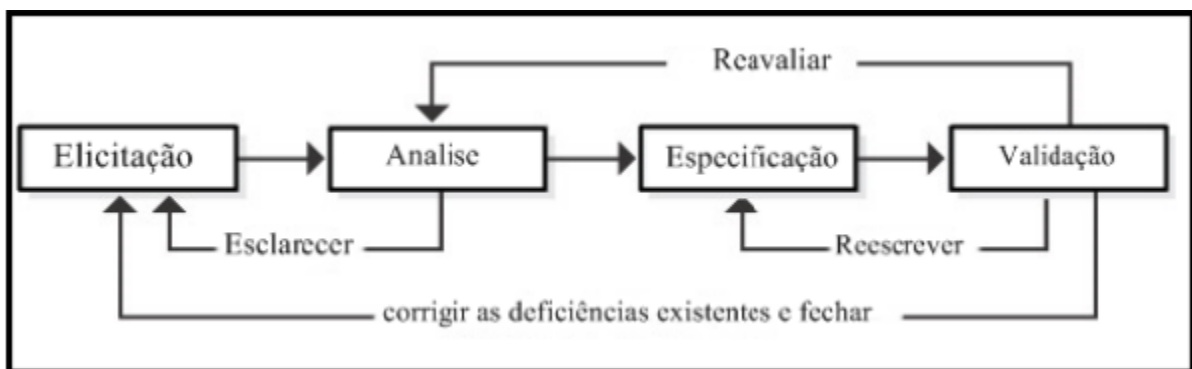 Reavaliar
Elicitação
Analise
Especificação
Validação
Esclarecer
Reescrever
corrigir as deficiências existentes e fechar